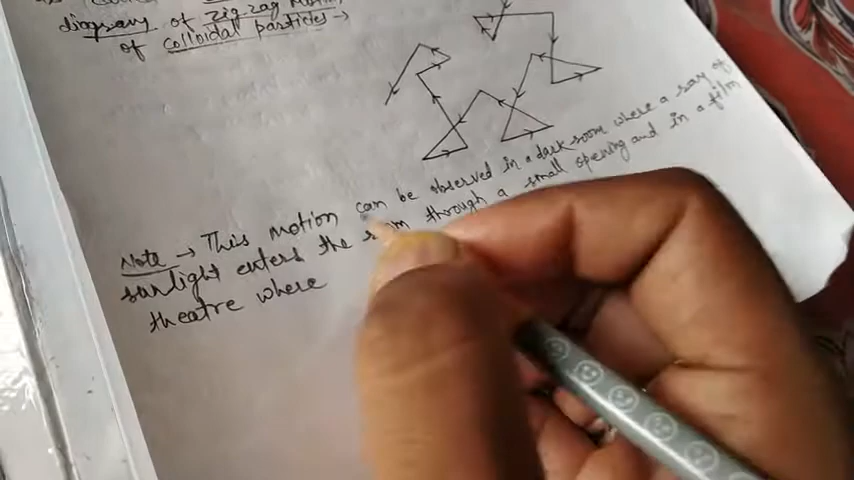 diagram of zig-zag motion
of colloidal particles →
Note → This motion can be observed in a dark room where a ray of
sunlight enters the room through a small opening and in a film
theatre where